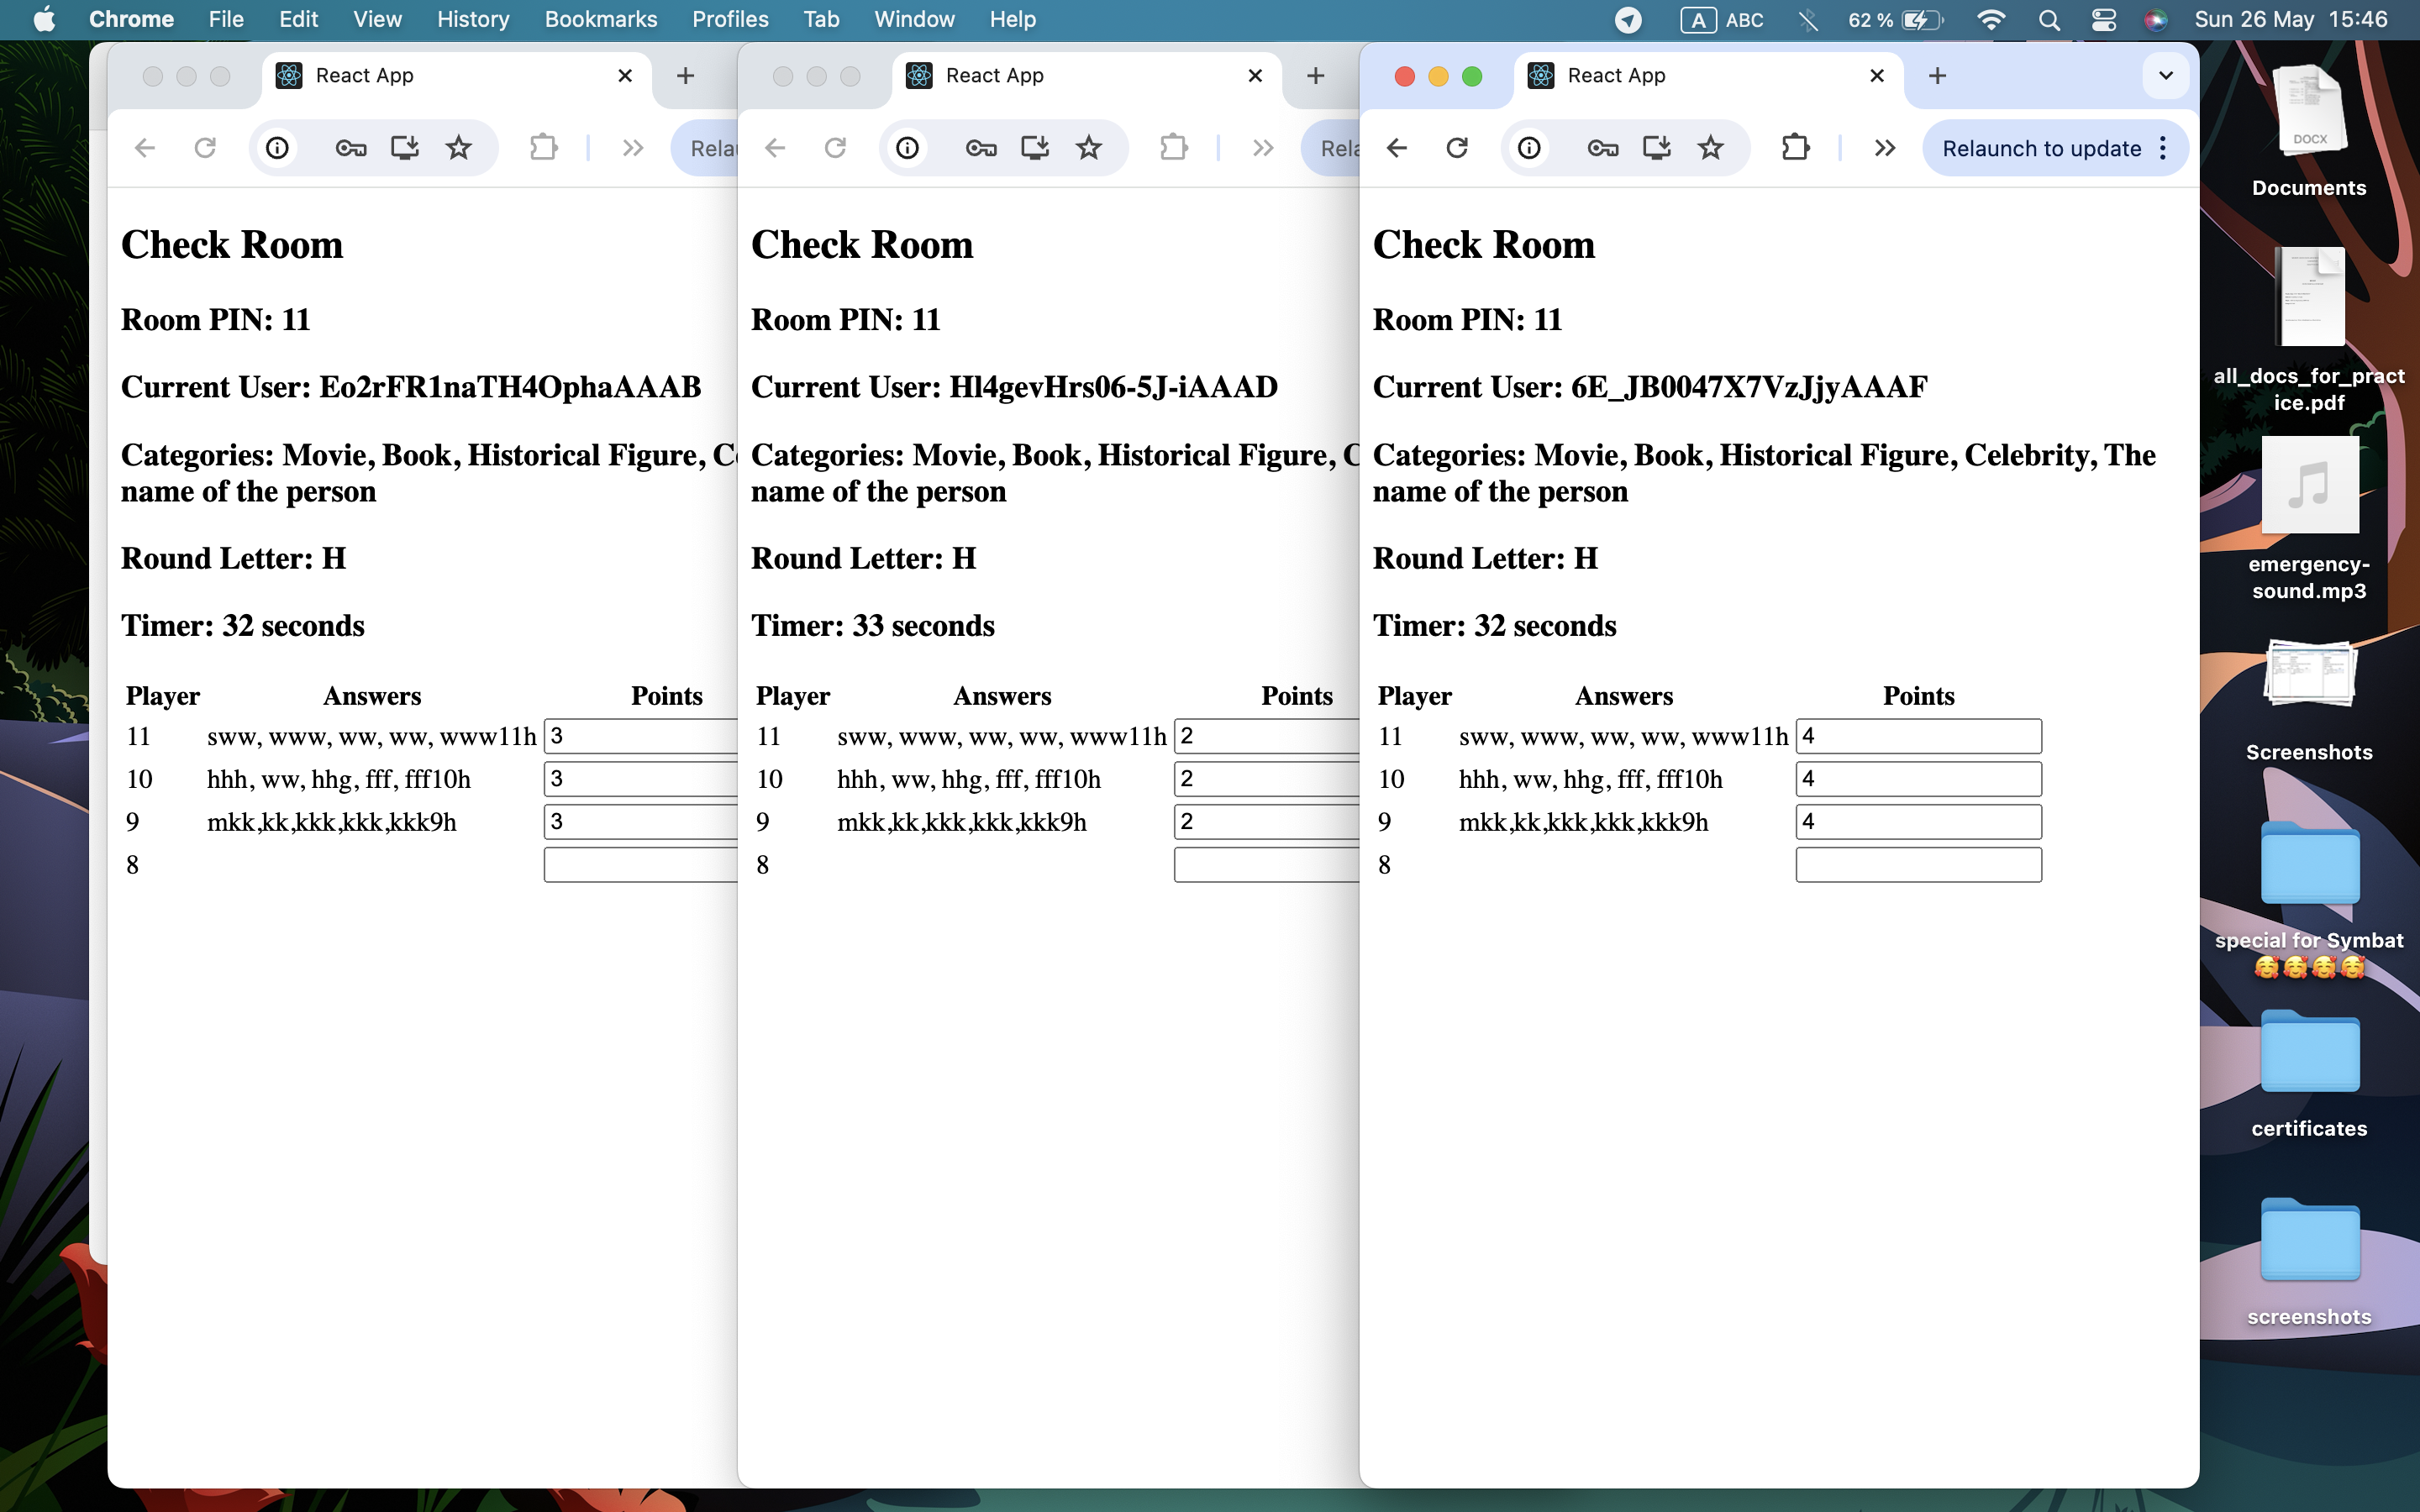 Chrome File Edit View History Bookmarks Profiles Tab Window Help A ABC 62 % Sun 26 May 15:46
React App
Rela
Check Room
Room PIN: 11
Current User: Eo2rFR1naTH4OphaAAAB
Categories: Movie, Book, Historical Figure, C
name of the person
Round Letter: H
Timer: 32 seconds
Player Answers Points
11 sww, www, ww, ww, www11h 3
10 hhh, ww, hhg, fff, fff10h 3
9 mkk,kk,kkk,kkk,kkk9h 3
8
React App
Rela
Check Room
Room PIN: 11
Current User: Hl4gevHrs06-5J-iAAAD
Categories: Movie, Book, Historical Figure, C
name of the person
Round Letter: H
Timer: 33 seconds
Player Answers Points
11 sww, www, ww, ww, www11h 2
10 hhh, ww, hhg, fff, fff10h 2
9 mkk,kk,kkk,kkk,kkk9h 2
8
React App
Relaunch to update
Check Room
Room PIN: 11
Current User: 6E_JB0047X7VzJjyAAAF
Categories: Movie, Book, Historical Figure, Celebrity, The
name of the person
Round Letter: H
Timer: 32 seconds
Player Answers Points
11 sww, www, ww, ww, www11h 4
10 hhh, ww, hhg, fff, fff10h 4
9 mkk,kk,kkk,kkk,kkk9h 4
8
DOCX
Documents
all_docs_for_pract
ice.pdf
emergency-
sound.mp3
Screenshots
special for Symbat
🥰🥰🥰🥰
certificates
screenshots